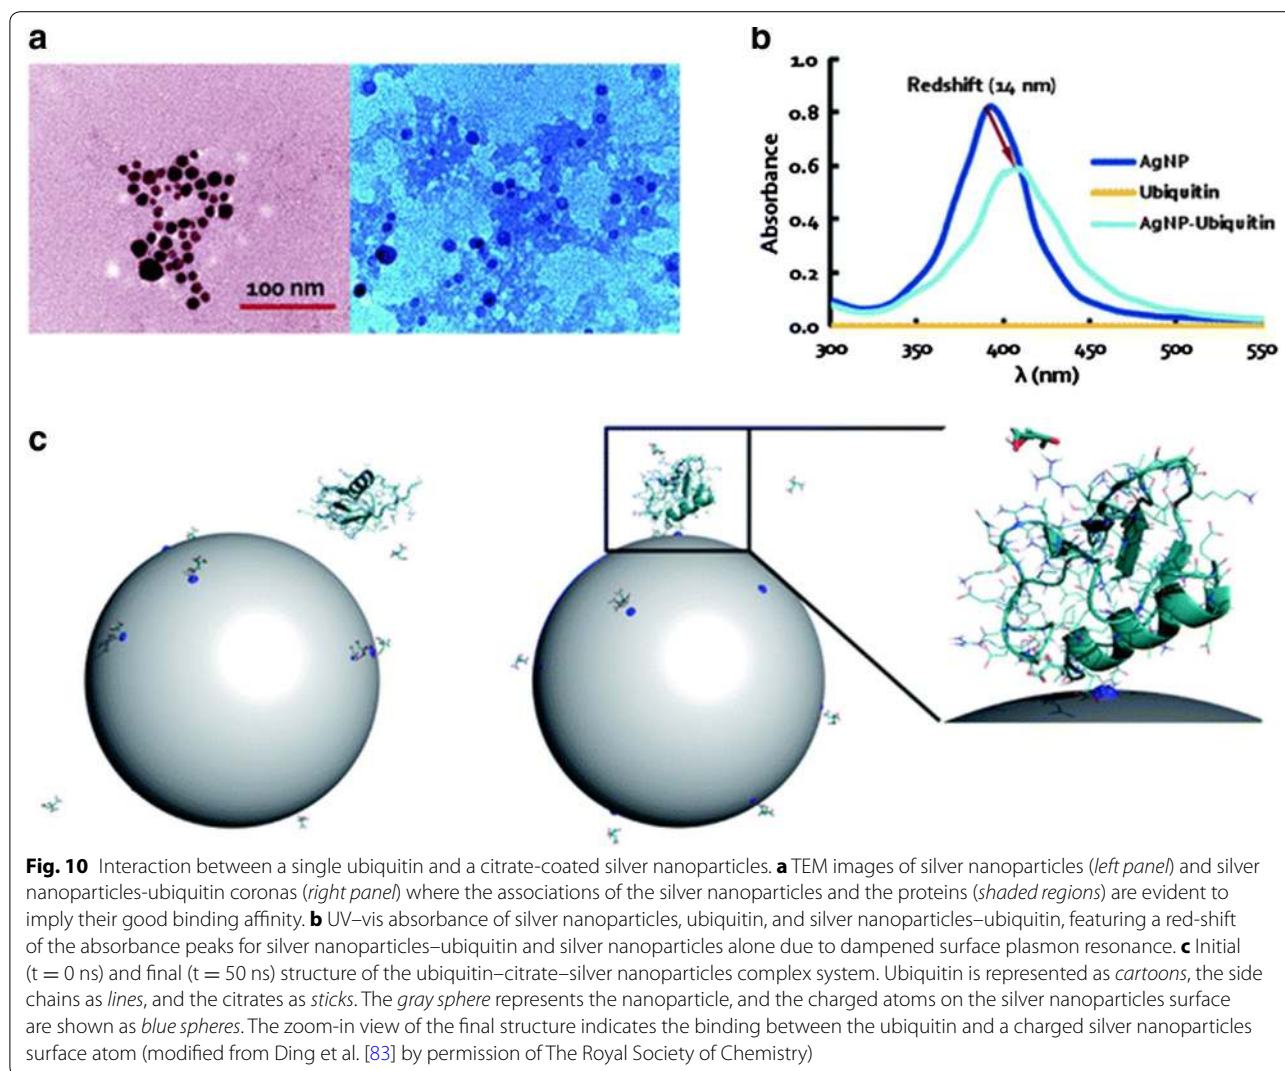 a
100 nm
b
1.0
0.8
0.6
0.4
0.2
0.0
Absorbance
Redshift (14 nm)
AgNP
Ubiquitin
AgNP-Ubiquitin
300 350 400 450 500 550
λ (nm)
c
Fig. 10 Interaction between a single ubiquitin and a citrate-coated silver nanoparticles. a TEM images of silver nanoparticles (left panel) and silver
nanoparticles-ubiquitin coronas (right panel) where the associations of the silver nanoparticles and the proteins (shaded regions) are evident to
imply their good binding affinity. b UV–vis absorbance of silver nanoparticles, ubiquitin, and silver nanoparticles–ubiquitin, featuring a red-shift
of the absorbance peaks for silver nanoparticles–ubiquitin and silver nanoparticles alone due to dampened surface plasmon resonance. c Initial
(t = 0 ns) and final (t = 50 ns) structure of the ubiquitin–citrate–silver nanoparticles complex system. Ubiquitin is represented as cartoons, the side
chains as lines, and the citrates as sticks. The gray sphere represents the nanoparticle, and the charged atoms on the silver nanoparticles surface
are shown as blue spheres. The zoom-in view of the final structure indicates the binding between the ubiquitin and a charged silver nanoparticles
surface atom (modified from Ding et al. [83] by permission of The Royal Society of Chemistry)